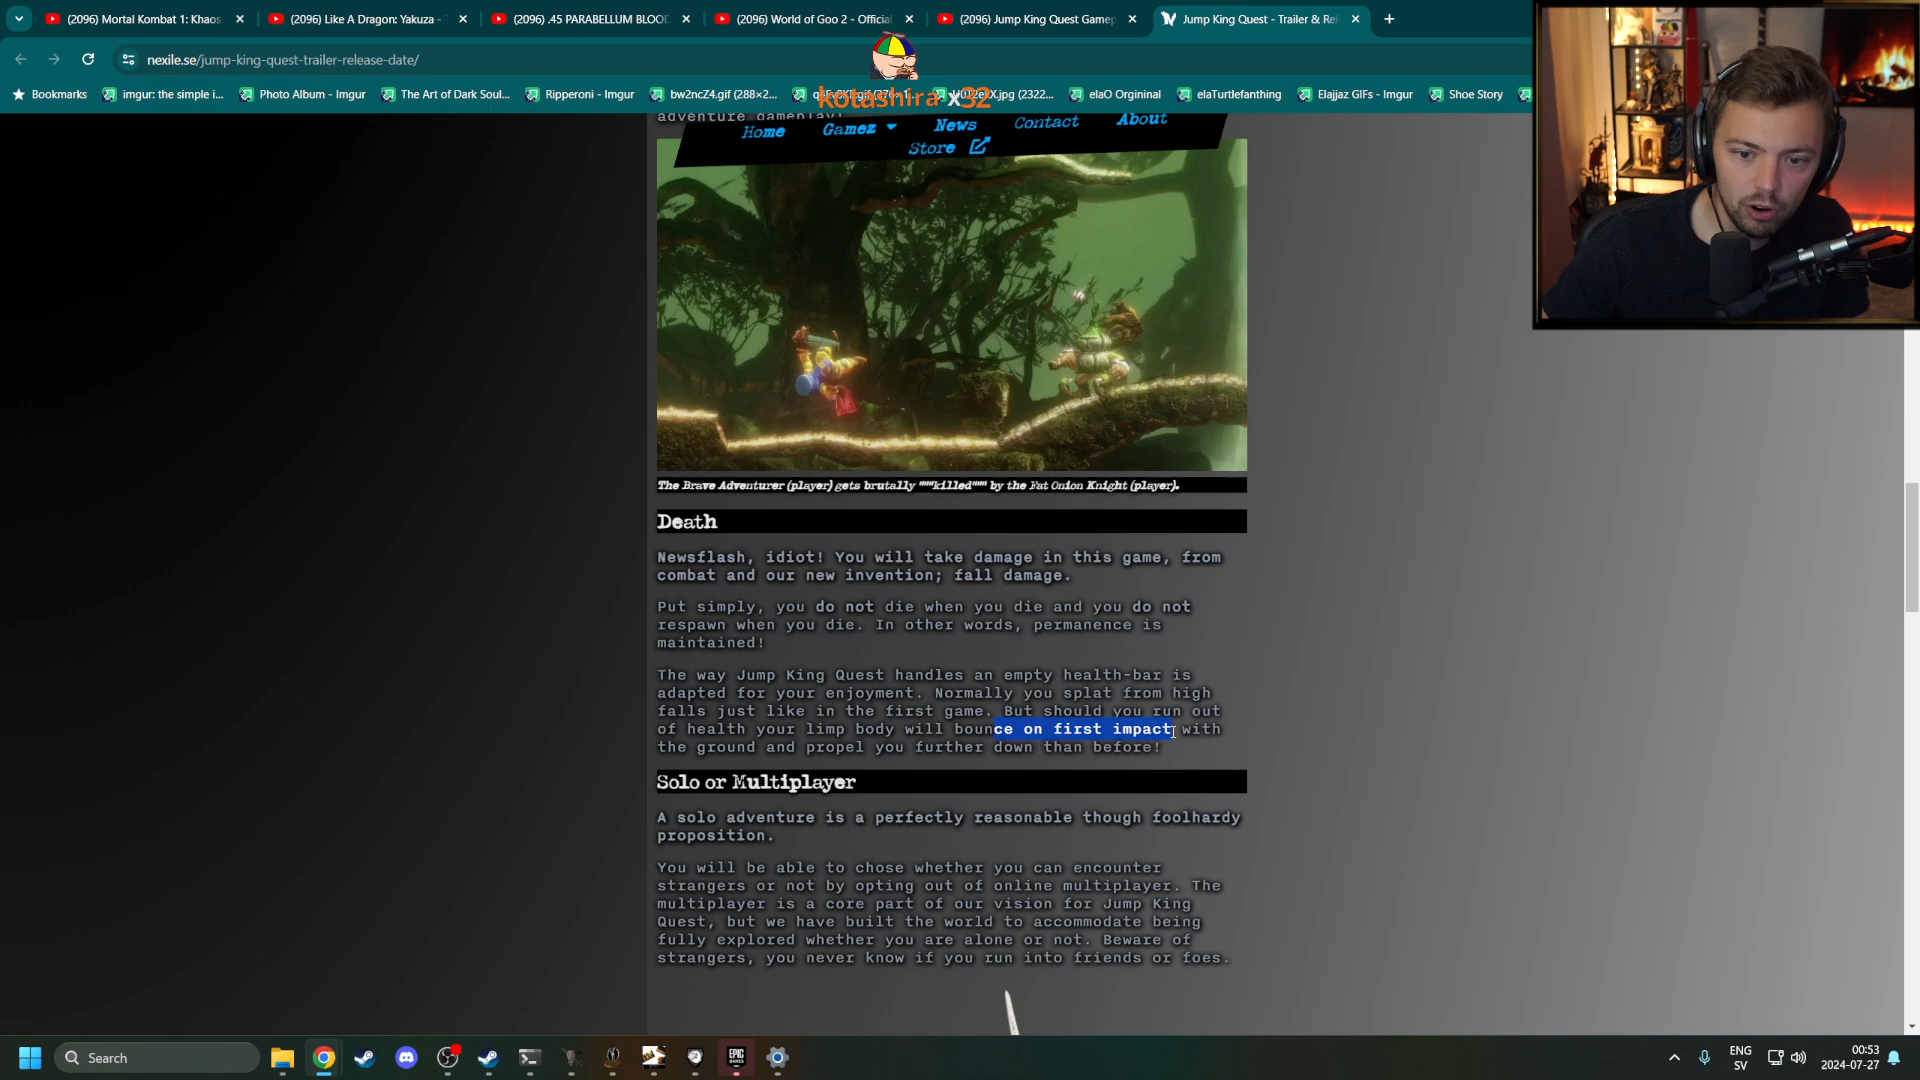 (2096) Mortal Kombat 1: Khaos
(2096) Like A Dragon: Yakuza -
(2096) .45 PARABELLUM BLOOD
(2096) World of Goo 2 - Official
(2096) Jump King Quest Gamep
Jump King Quest - Trailer & Rel
nexile.se/jump-king-quest-trailer-release-date/
Bookmarks
imgur: the simple i...
Photo Album - Imgur
The Art of Dark Soul...
Ripperoni - Imgur
bw2ncZ4.gif (288×2...
.jpg (2322...
elaO Orgininal
elaTurtlefanthing
Elajjaz GIFs - Imgur
Shoe Story
kotashira x32
adventure gameplay!
Home
Gamez
News
Contact
About
Store
The Brave Adventurer (player) gets brutally """killed""" by the Fat Onion Knight (player).
Death
Newsflash, idiot! You will take damage in this game, from
combat and our new invention; fall damage.
Put simply, you do not die when you die and you do not
respawn when you die. In other words, permanence is
maintained!
The way Jump King Quest handles an empty health-bar is
adapted for your enjoyment. Normally you splat from high
falls just like in the first game. But should you run out
of health your limp body will bounce on first impact with
the ground and propel you further down than before!
Solo or Multiplayer
A solo adventure is a perfectly reasonable though foolhardy
proposition.
You will be able to chose whether you can encounter
strangers or not by opting out of online multiplayer. The
multiplayer is a core part of our vision for Jump King
Quest, but we have built the world to accommodate being
fully explored whether you are alone or not. Beware of
strangers, you never know if you run into friends or foes.
Search
EPIC
GAMES
ENG
SV
00:53
2024-07-27